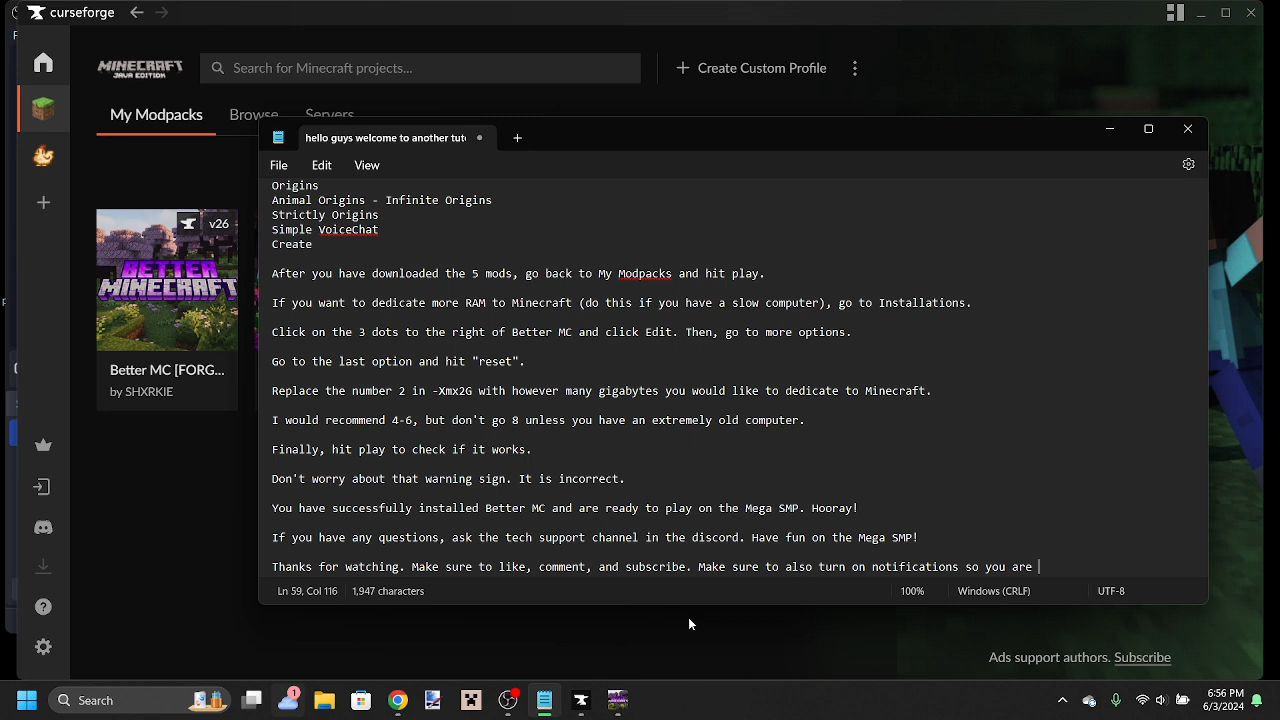 curseforge
MINECRAFT
JAVA EDITION
Search for Minecraft projects...
Create Custom Profile
My Modpacks
Browse
Servers
hello guys welcome to another tut
File
Edit
View
Origins
Animal Origins - Infinite Origins
Strictly Origins
Simple VoiceChat
Create
After you have downloaded the 5 mods, go back to My Modpacks and hit play.
If you want to dedicate more RAM to Minecraft (do this if you have a slow computer), go to Installations.
Click on the 3 dots to the right of Better MC and click Edit. Then, go to more options.
Go to the last option and hit "reset".
Replace the number 2 in -Xmx2G with however many gigabytes you would like to dedicate to Minecraft.
I would recommend 4-6, but don't go 8 unless you have an extremely old computer.
Finally, hit play to check if it works.
Don't worry about that warning sign. It is incorrect.
You have successfully installed Better MC and are ready to play on the Mega SMP. Hooray!
If you have any questions, ask the tech support channel in the discord. Have fun on the Mega SMP!
Thanks for watching. Make sure to like, comment, and subscribe. Make sure to also turn on notifications so you are
Ln 59, Col 116
1,947 characters
100%
Windows (CRLF)
UTF-8
v26
BETTER
MINECRAFT
Better MC [FORG...
by SHXRKIE
Ads support authors. Subscribe
Search
1
6:56 PM
6/3/2024